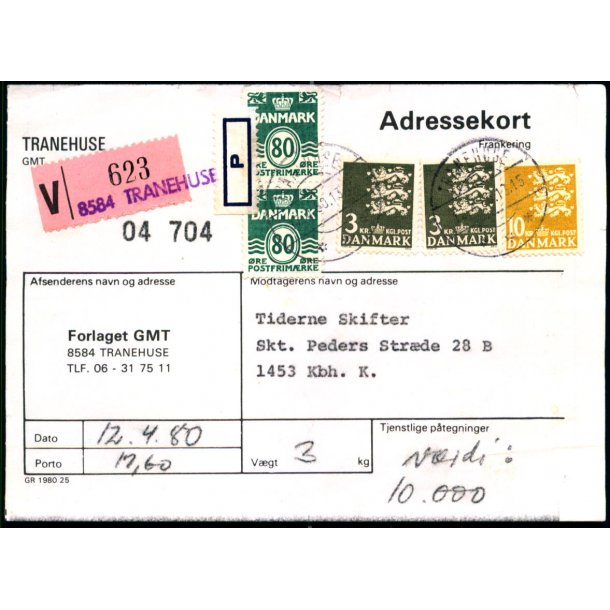 Adressekort
Frankering
TRANEHUSE
GMT
V
623
8584 TRANEHUSE
04 704
P
DANMARK
80
ØRE ØRE
POSTFRIMÆRKE
DANMARK
80
ØRE ØRE
POSTFRIMÆRKE
3 KR. KGL.POST
DANMARK
3 KR. KGL.POST
DANMARK
10 KR. KGL.POST
DANMARK
Afsenderens navn og adresse
Forlaget GMT
8584 TRANEHUSE
TLF. 06 - 31 75 11
Modtagerens navn og adresse
Tiderne Skifter
Skt. Peders Stræde 28 B
1453 Kbh. K.
Dato 12.4.80
Porto 17,60
Vægt 3 kg
Tjenstlige påtegninger
værdi:
10.000
GR 1980 25